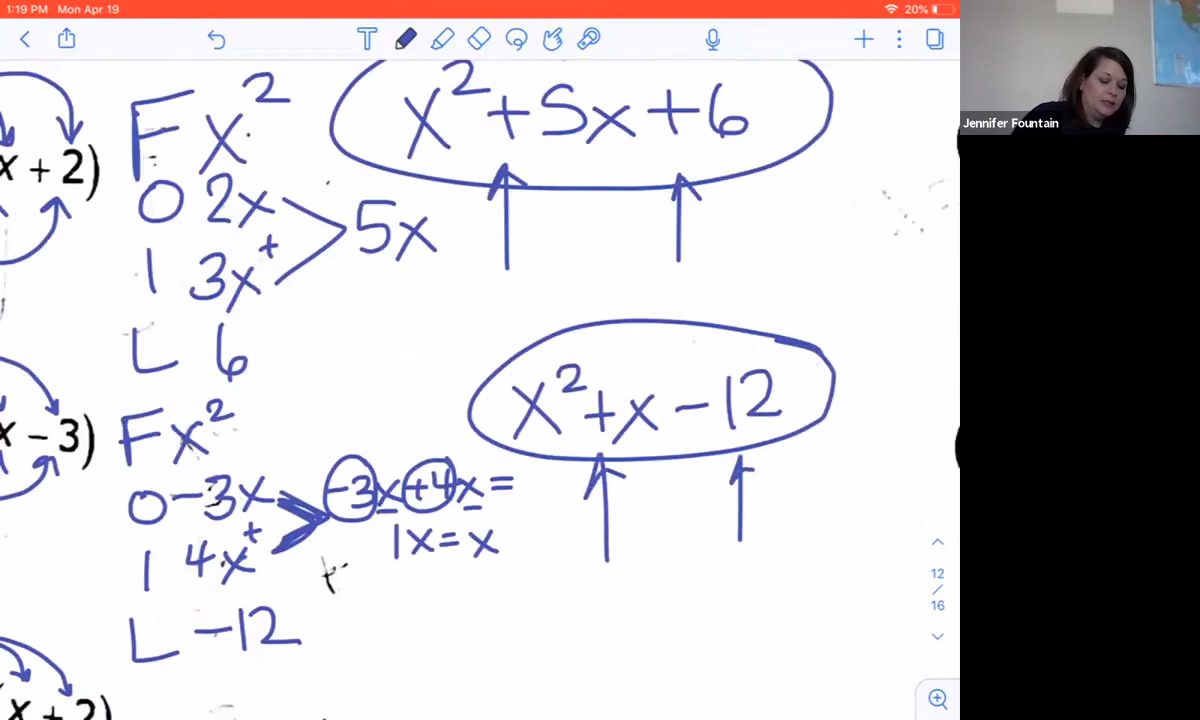 1:19 PM Mon Apr 19
20%
Jennifer Fountain
x + 2)
F x²
O 2x
I 3x+
5x
L 6
x² + 5x + 6
x − 3)
F x²
O −3x
I 4x+
−3x+4x=
1x = x
L −12
x² + x − 12
12
/
16
x + 2)